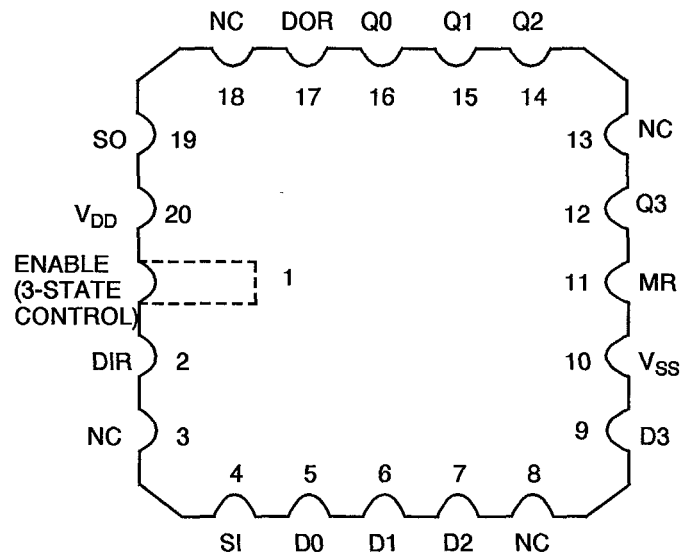 NC DOR Q0 Q1 Q2
18 17 16 15 14
SO 19 13 NC
VDD 20 12 Q3
ENABLE
(3-STATE
CONTROL) 1 11 MR
DIR 2 10 VSS
NC 3 9 D3
4 5 6 7 8
SI D0 D1 D2 NC